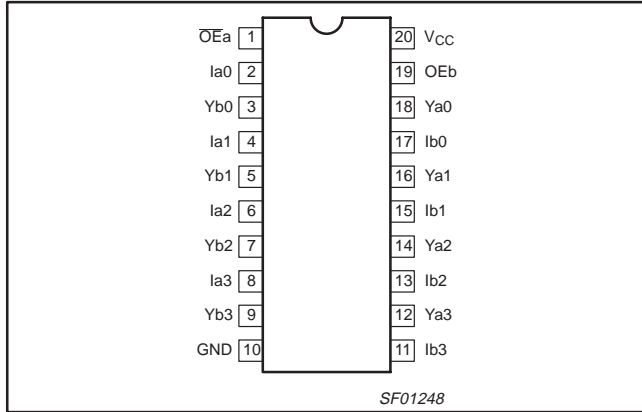 O̅E̅a 1 20 VCC
Ia0 2 19 OEb
Yb0 3 18 Ya0
Ia1 4 17 Ib0
Yb1 5 16 Ya1
Ia2 6 15 Ib1
Yb2 7 14 Ya2
Ia3 8 13 Ib2
Yb3 9 12 Ya3
GND 10 11 Ib3
SF01248